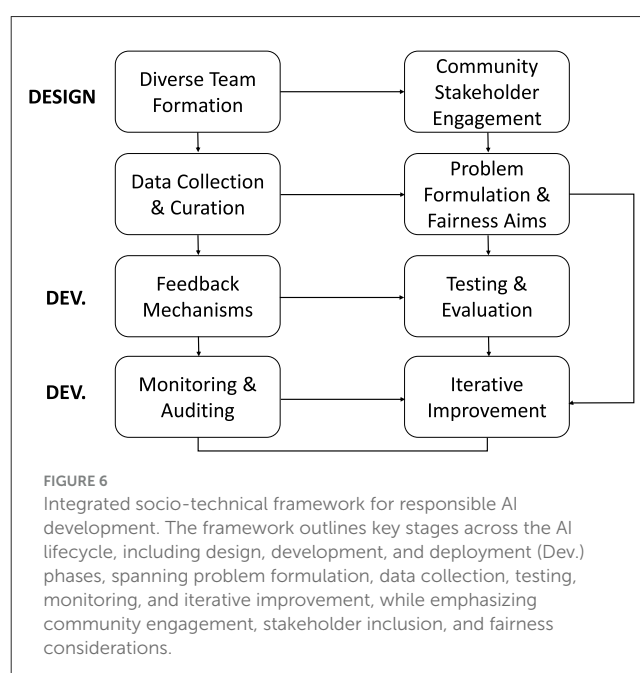 DESIGN
Diverse Team
Formation
Community
Stakeholder
Engagement
Data Collection
& Curation
Problem
Formulation &
Fairness Aims
DEV.
Feedback
Mechanisms
Testing &
Evaluation
DEV.
Monitoring &
Auditing
Iterative
Improvement
FIGURE 6
Integrated socio-technical framework for responsible AI
development. The framework outlines key stages across the AI
lifecycle, including design, development, and deployment (Dev.)
phases, spanning problem formulation, data collection, testing,
monitoring, and iterative improvement, while emphasizing
community engagement, stakeholder inclusion, and fairness
considerations.